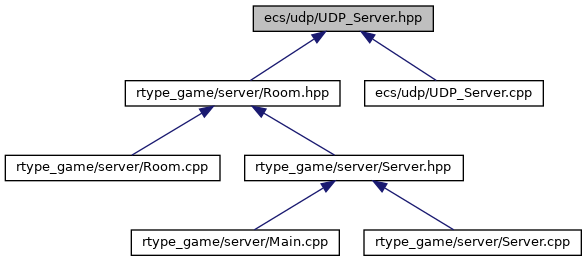 ecs/udp/UDP_Server.hpp
rtype_game/server/Room.hpp
ecs/udp/UDP_Server.cpp
rtype_game/server/Room.cpp
rtype_game/server/Server.hpp
rtype_game/server/Main.cpp
rtype_game/server/Server.cpp